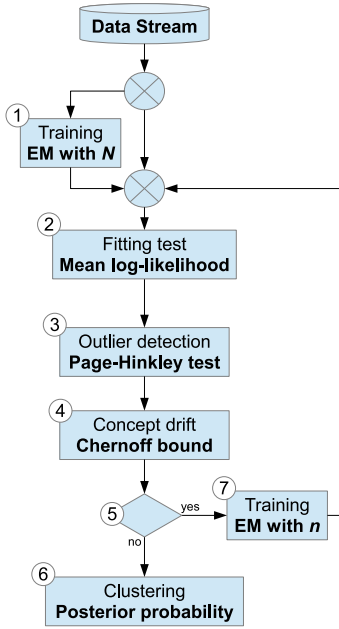 Data Stream
1
Training
EM with N
2
Fitting test
Mean log-likelihood
3
Outlier detection
Page-Hinkley test
4
Concept drift
Chernoff bound
5
yes
no
7
Training
EM with n
6
Clustering
Posterior probability